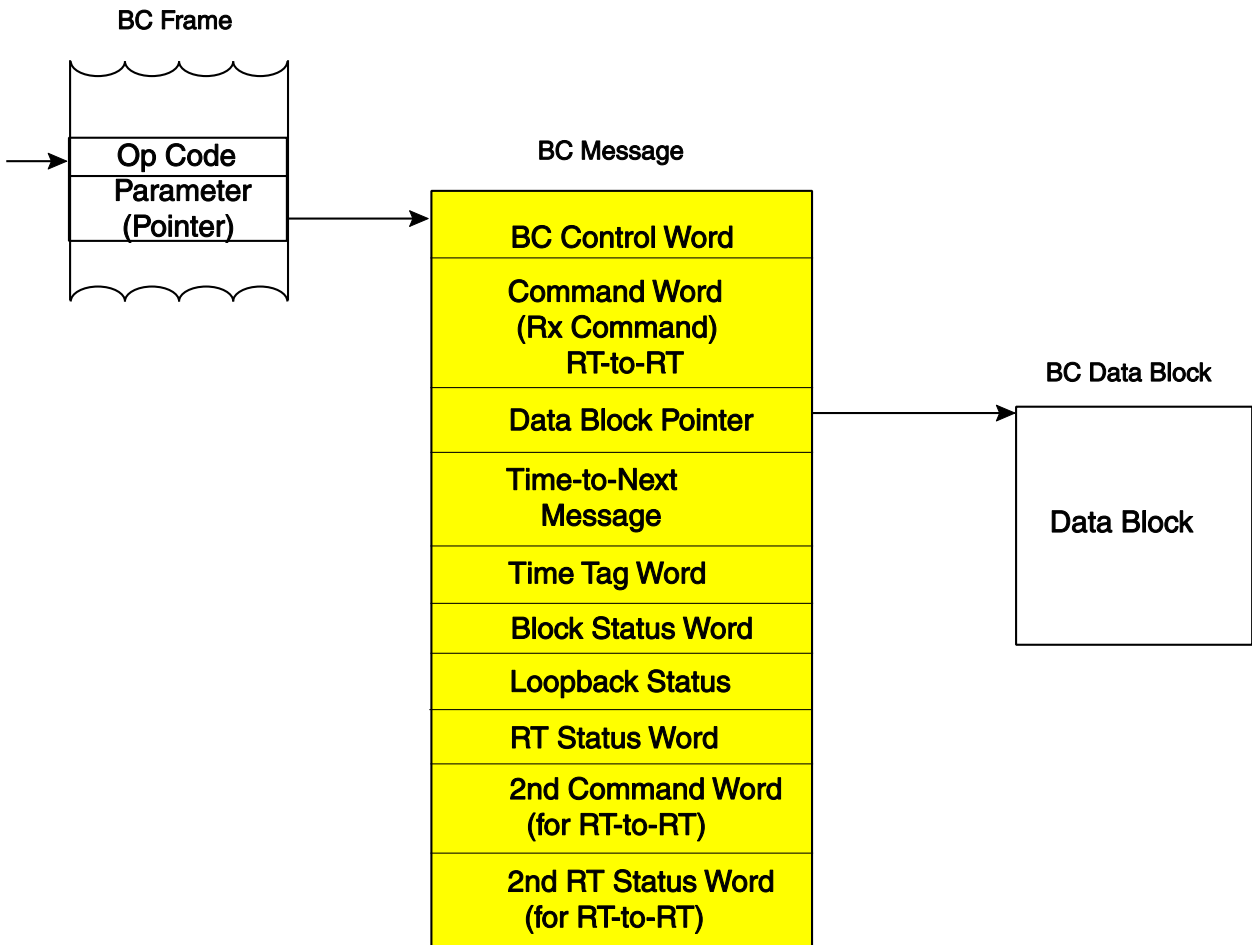 BC Frame
Op Code
Parameter
(Pointer)
BC Message
BC Control Word
Command Word
(Rx Command)
RT-to-RT
Data Block Pointer
Time-to-Next
Message
Time Tag Word
Block Status Word
Loopback Status
RT Status Word
2nd Command Word
(for RT-to-RT)
2nd RT Status Word
(for RT-to-RT)
BC Data Block
Data Block